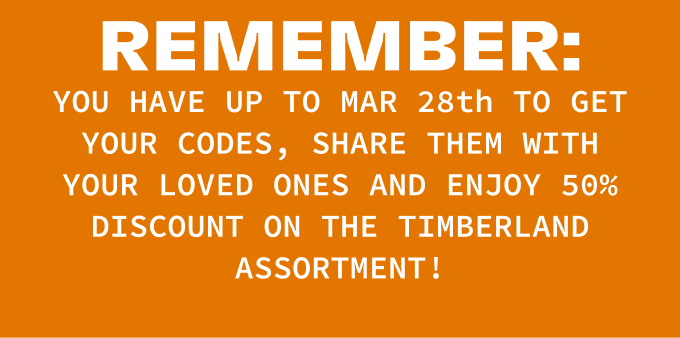 REMEMBER:
YOU HAVE UP TO MAR 28th TO GET
YOUR CODES, SHARE THEM WITH
YOUR LOVED ONES AND ENJOY 50%
DISCOUNT ON THE TIMBERLAND
ASSORTMENT!